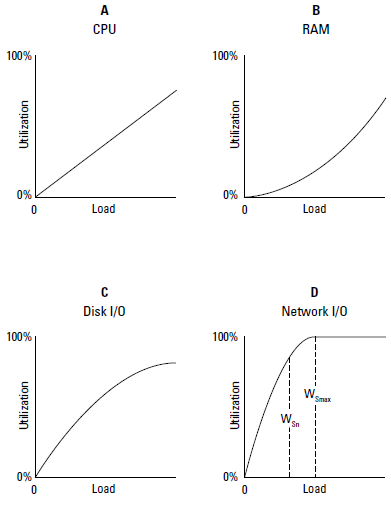 A
CPU
100%
Utilization
0%
0
Load
B
RAM
100%
Utilization
0%
0
Load
C
Disk I/O
100%
Utilization
0%
0
Load
D
Network I/O
100%
Utilization
WSmax
WSn
0%
0
Load